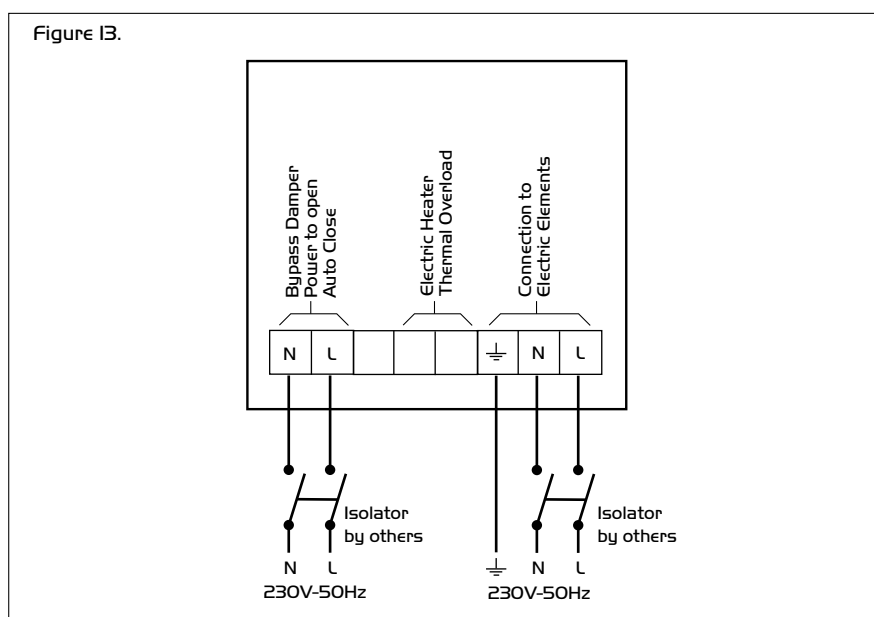 Figure 13.
Bypass Damper
Power to open
Auto Close
Electric Heater
Thermal Overload
Connection to
Electric Elements
N L ⏚ N L
Isolator
by others
Isolator
by others
N L ⏚ N L
230V-50Hz 230V-50Hz